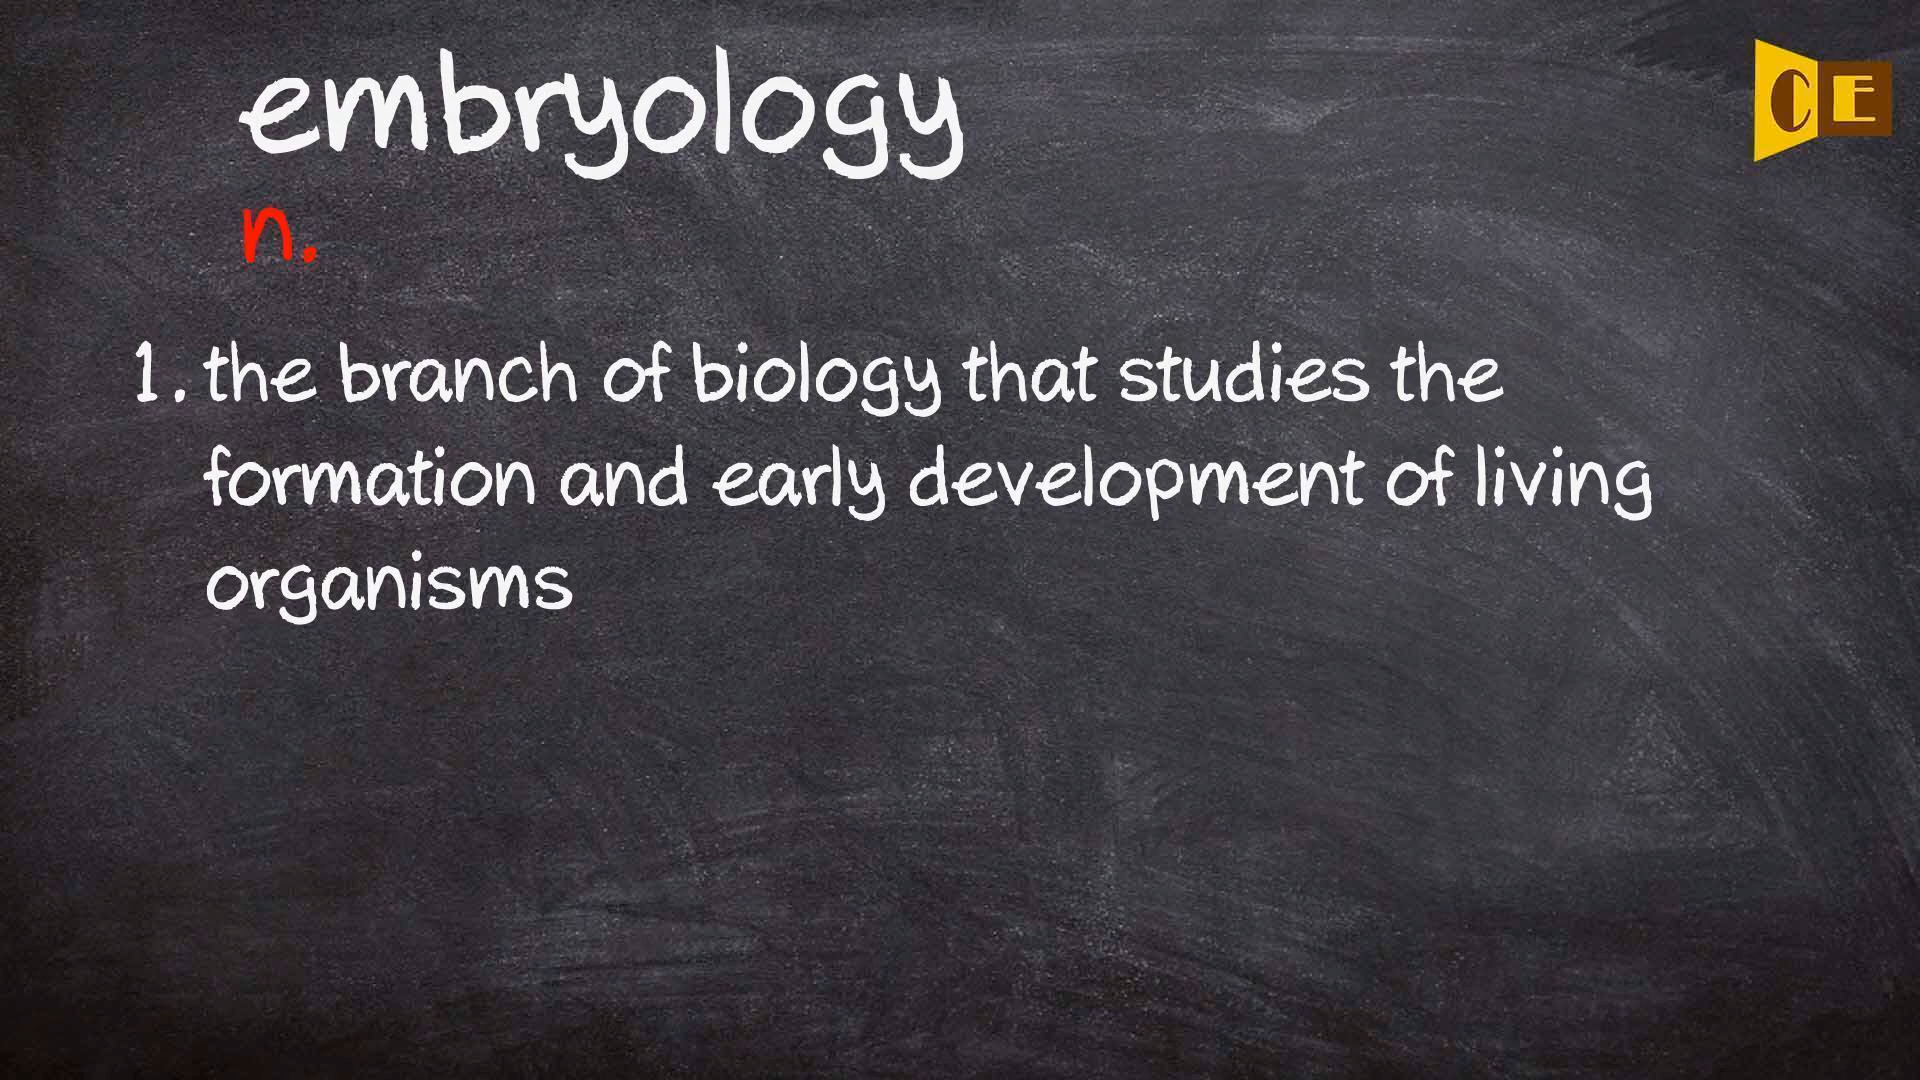 embryology
CE
n.
1. the branch of biology that studies the
formation and early development of living
organisms